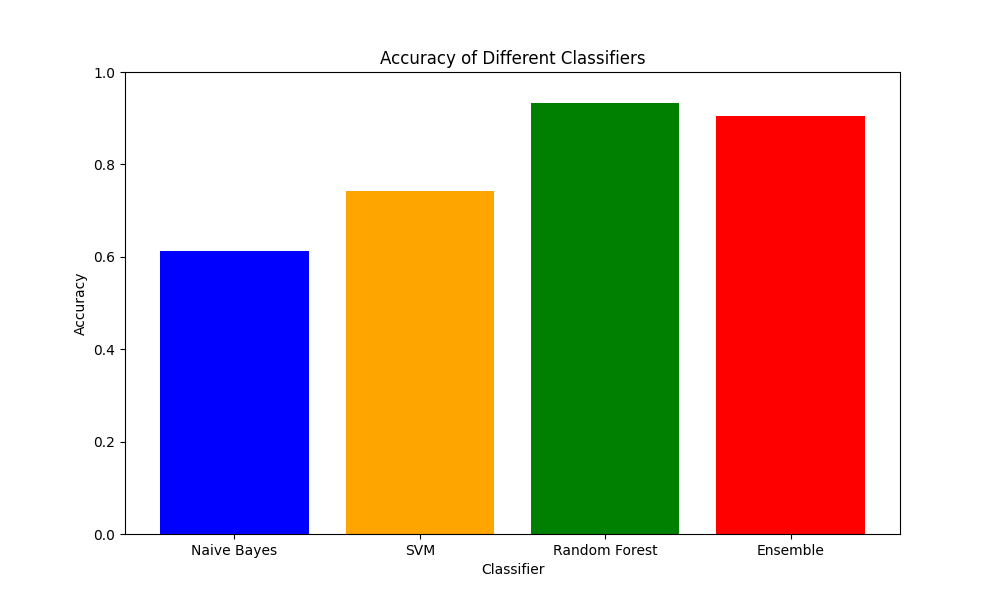 Accuracy of Different Classifiers
1.0
0.8
0.6
0.4
0.2
0.0
Accuracy
Naive Bayes SVM Random Forest Ensemble
Classifier